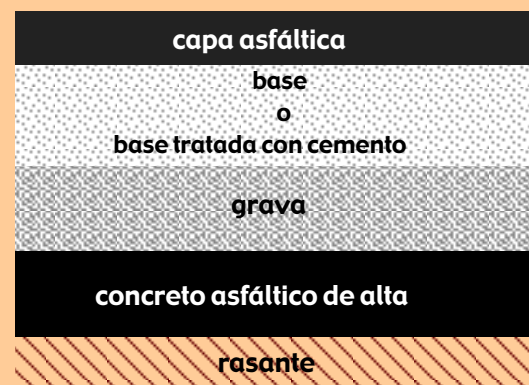 capa asfáltica
base
o
base tratada con cemento
grava
concreto asfáltico de alta
rasante